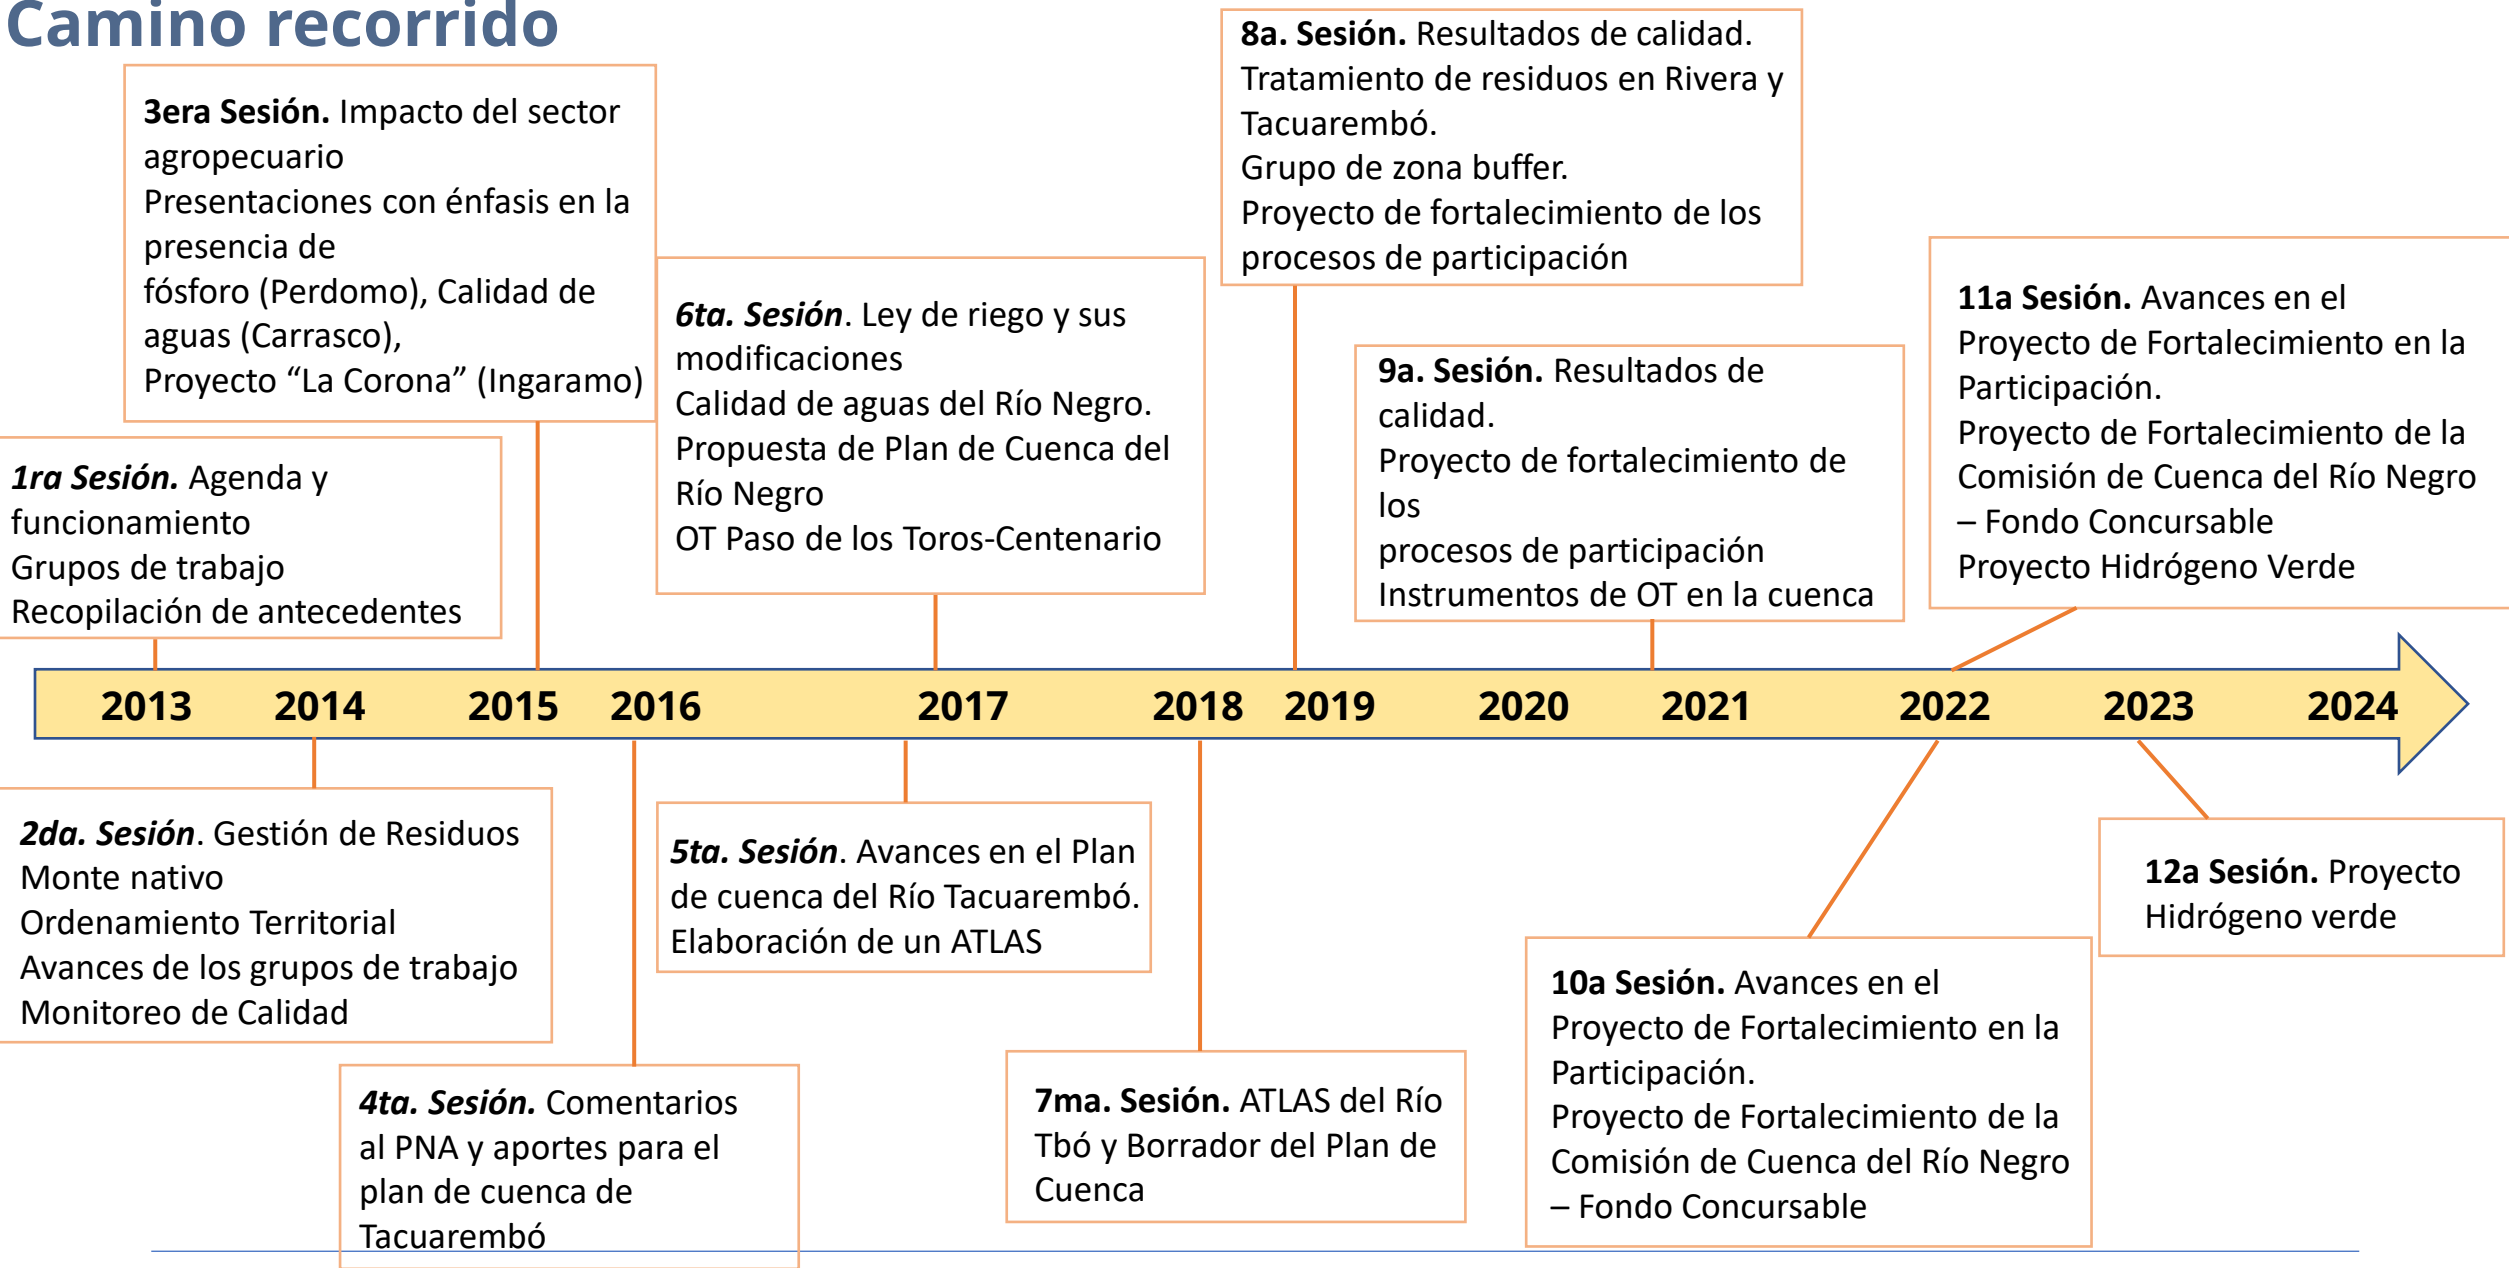 Camino recorrido
3era Sesión. Impacto del sector
agropecuario
Presentaciones con énfasis en la
presencia de
fósforo (Perdomo), Calidad de
aguas (Carrasco),
Proyecto “La Corona” (Ingaramo)
1ra Sesión. Agenda y
funcionamiento
Grupos de trabajo
Recopilación de antecedentes
6ta. Sesión. Ley de riego y sus
modificaciones
Calidad de aguas del Río Negro.
Propuesta de Plan de Cuenca del
Río Negro
OT Paso de los Toros-Centenario
8a. Sesión. Resultados de calidad.
Tratamiento de residuos en Rivera y
Tacuarembó.
Grupo de zona buffer.
Proyecto de fortalecimiento de los
procesos de participación
9a. Sesión. Resultados de
calidad.
Proyecto de fortalecimiento de
los
procesos de participación
Instrumentos de OT en la cuenca
11a Sesión. Avances en el
Proyecto de Fortalecimiento en la
Participación.
Proyecto de Fortalecimiento de la
Comisión de Cuenca del Río Negro
– Fondo Concursable
Proyecto Hidrógeno Verde
2013 2014 2015 2016 2017 2018 2019 2020 2021 2022 2023 2024
2da. Sesión. Gestión de Residuos
Monte nativo
Ordenamiento Territorial
Avances de los grupos de trabajo
Monitoreo de Calidad
4ta. Sesión. Comentarios
al PNA y aportes para el
plan de cuenca de
Tacuarembó
5ta. Sesión. Avances en el Plan
de cuenca del Río Tacuarembó.
Elaboración de un ATLAS
7ma. Sesión. ATLAS del Río
Tbó y Borrador del Plan de
Cuenca
10a Sesión. Avances en el
Proyecto de Fortalecimiento en la
Participación.
Proyecto de Fortalecimiento de la
Comisión de Cuenca del Río Negro
– Fondo Concursable
12a Sesión. Proyecto
Hidrógeno verde